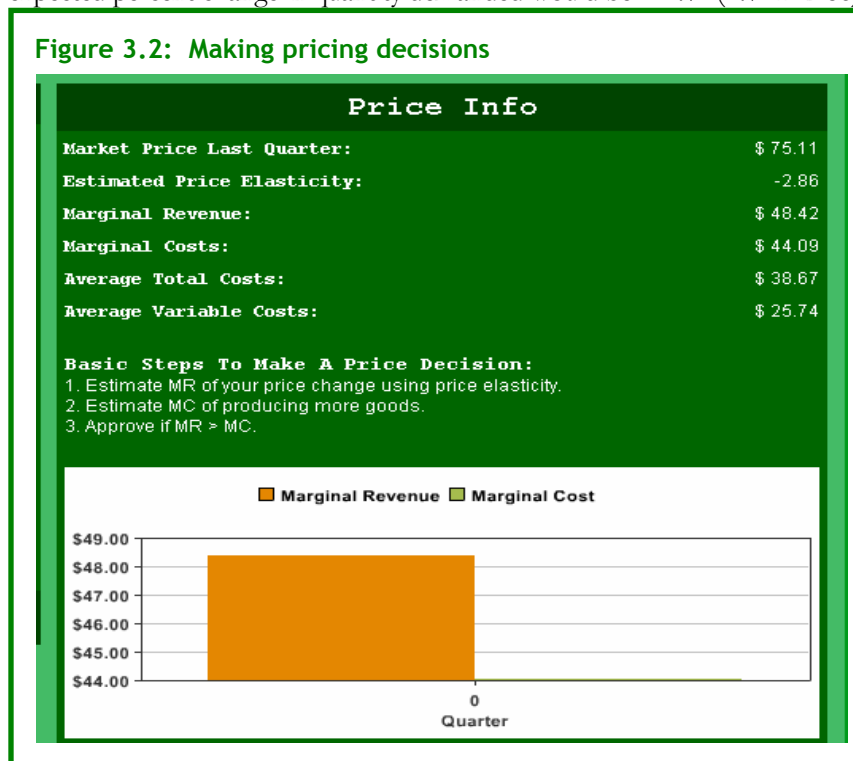 Figure 3.2: Making pricing decisions
Price Info
Market Price Last Quarter: $ 75.11
Estimated Price Elasticity: -2.86
Marginal Revenue: $ 48.42
Marginal Costs: $ 44.09
Average Total Costs: $ 38.67
Average Variable Costs: $ 25.74
Basic Steps To Make A Price Decision:
1. Estimate MR of your price change using price elasticity.
2. Estimate MC of producing more goods.
3. Approve if MR > MC.
Marginal Revenue Marginal Cost
$49.00
$48.00
$47.00
$46.00
$45.00
$44.00
0
Quarter